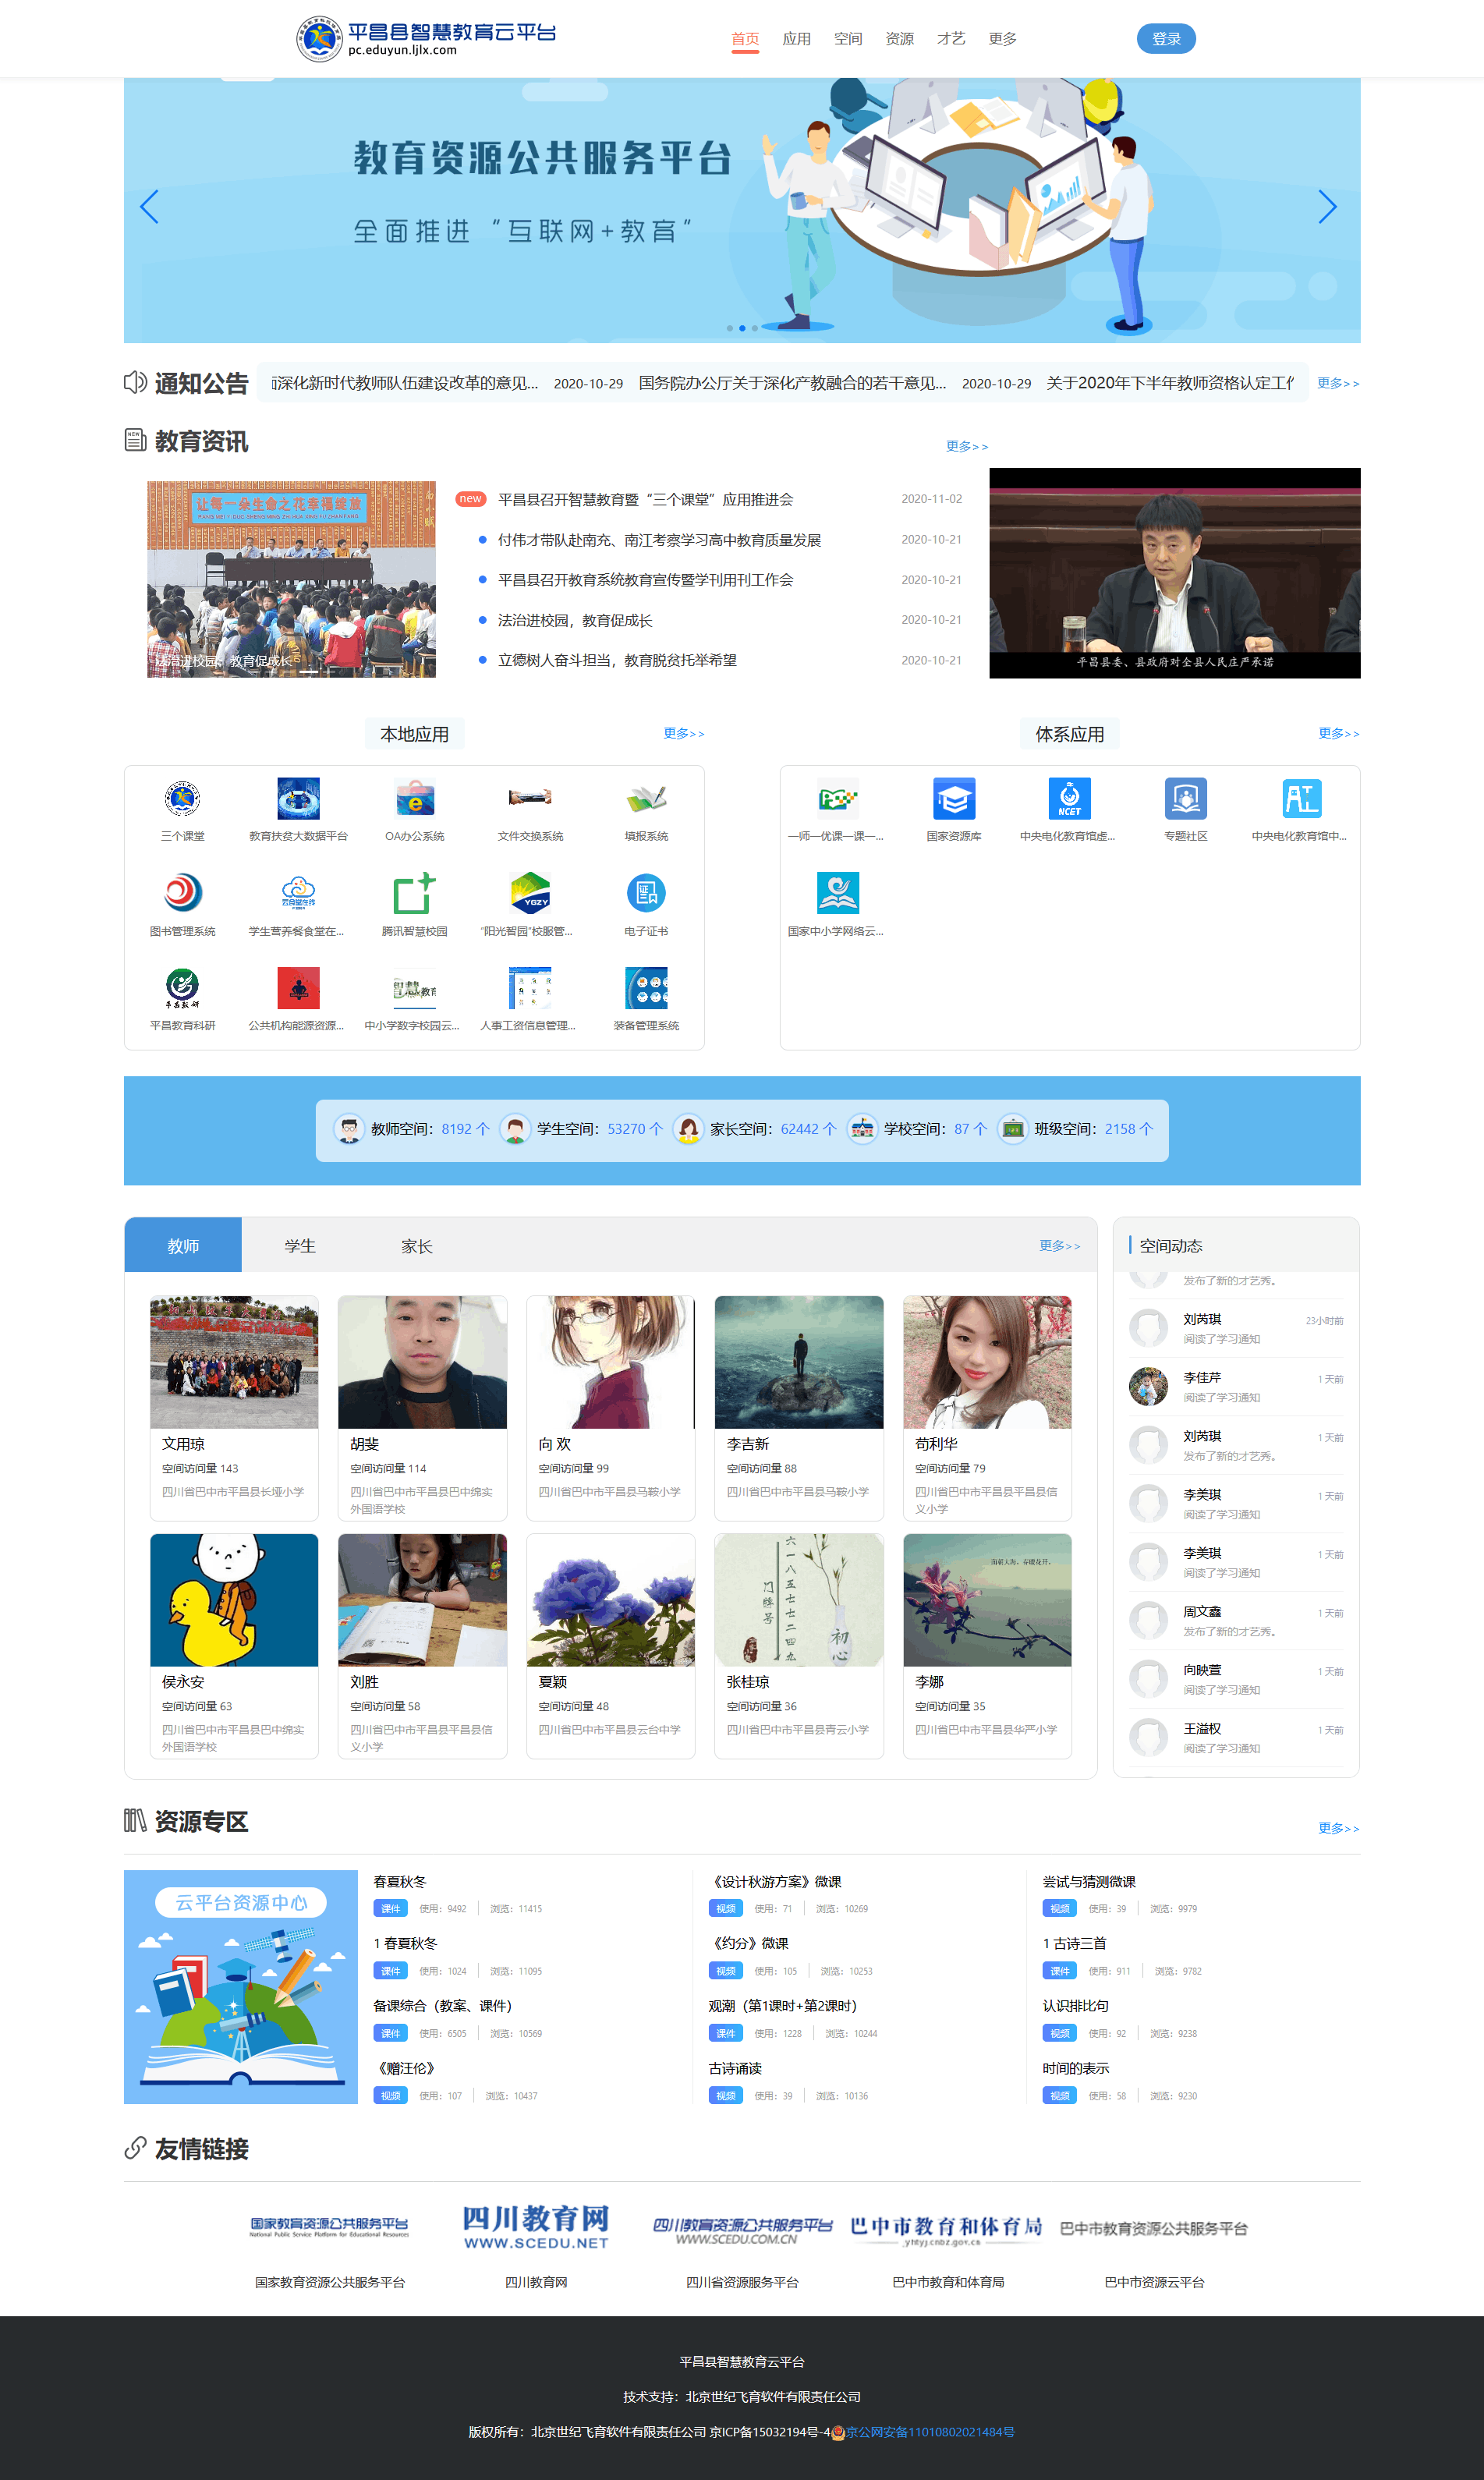 平昌县智慧教育云平台
pc.eduyun.ljlx.com
首页 应用 空间 资源 才艺 更多 登录
教育资源公共服务平台
全面推进“互联网+教育”
通知公告 深化新时代教师队伍建设改革的意见... 2020-10-29 国务院办公厅关于深化产教融合的若干意见... 2020-10-29 关于2020年下半年教师资格认定工 更多>>
教育资讯 更多>>
让每一朵生命之花幸福绽放
法治进校园，教育促成长
new 平昌县召开智慧教育暨“三个课堂”应用推进会 2020-11-02
付伟才带队赴南充、南江考察学习高中教育质量发展 2020-10-21
平昌县召开教育系统教育宣传暨学刊用刊工作会 2020-10-21
法治进校园，教育促成长 2020-10-21
立德树人奋斗担当，教育脱贫托举希望 2020-10-21
平昌县委、县政府对全县人民庄严承诺
本地应用 更多>>
三个课堂 教育扶贫大数据平台 OA办公系统 文件交换系统 填报系统
YGZY
图书管理系统 学生营养餐食堂在... 腾讯智慧校园 “阳光智园”校服管... 电子证书
平昌教育科研 公共机构能源资源... 中小学数字校园云... 人事工资信息管理... 装备管理系统
体系应用 更多>>
NCET
一师一优课一课一... 国家资源库 中央电化教育馆虚... 专题社区 中央电化教育馆中...
国家中小学网络云...
教师空间：8192 个 学生空间：53270 个 家长空间：62442 个 学校空间：87 个 班级空间：2158 个
教师 学生 家长 更多>>
文用琼 胡斐 向 欢 李吉新 苟利华
空间访问量 143 空间访问量 114 空间访问量 99 空间访问量 88 空间访问量 79
四川省巴中市平昌县长垭小学 四川省巴中市平昌县巴中绵实外国语学校 四川省巴中市平昌县马鞍小学 四川省巴中市平昌县马鞍小学 四川省巴中市平昌县平昌县信义小学
六一八五七七二四九
门牌号
初心
侯永安 刘胜 夏颖 张桂琼 李娜
空间访问量 63 空间访问量 58 空间访问量 48 空间访问量 36 空间访问量 35
四川省巴中市平昌县巴中绵实外国语学校 四川省巴中市平昌县平昌县信义小学 四川省巴中市平昌县云台中学 四川省巴中市平昌县青云小学 四川省巴中市平昌县华严小学
空间动态
发布了新的才艺秀。
刘芮琪 23小时前
阅读了学习通知
李佳芹 1 天前
阅读了学习通知
刘芮琪 1 天前
发布了新的才艺秀。
李美琪 1 天前
阅读了学习通知
李美琪 1 天前
阅读了学习通知
周文鑫 1 天前
发布了新的才艺秀。
向映萱 1 天前
阅读了学习通知
王溢权 1 天前
阅读了学习通知
资源专区 更多>>
云平台资源中心
春夏秋冬
课件 使用：9492 浏览：11415
1 春夏秋冬
课件 使用：1024 浏览：11095
备课综合（教案、课件）
课件 使用：6505 浏览：10569
《赠汪伦》
视频 使用：107 浏览：10437
《设计秋游方案》微课
视频 使用：71 浏览：10269
《约分》微课
视频 使用：105 浏览：10253
观潮（第1课时+第2课时）
课件 使用：1228 浏览：10244
古诗诵读
视频 使用：39 浏览：10136
尝试与猜测微课
视频 使用：39 浏览：9979
1 古诗三首
课件 使用：911 浏览：9782
认识排比句
视频 使用：92 浏览：9238
时间的表示
视频 使用：58 浏览：9230
友情链接
国家教育资源公共服务平台
National Public Service Platform for Educational Resources
四川教育网
WWW.SCEDU.NET
四川教育资源公共服务平台
WWW.SCEDU.COM.CN
巴中市教育和体育局
巴中市教育资源公共服务平台
国家教育资源公共服务平台 四川教育网 四川省资源服务平台 巴中市教育和体育局 巴中市资源云平台
平昌县智慧教育云平台
技术支持：北京世纪飞育软件有限责任公司
版权所有：北京世纪飞育软件有限责任公司 京ICP备15032194号-4 京公网安备11010802021484号